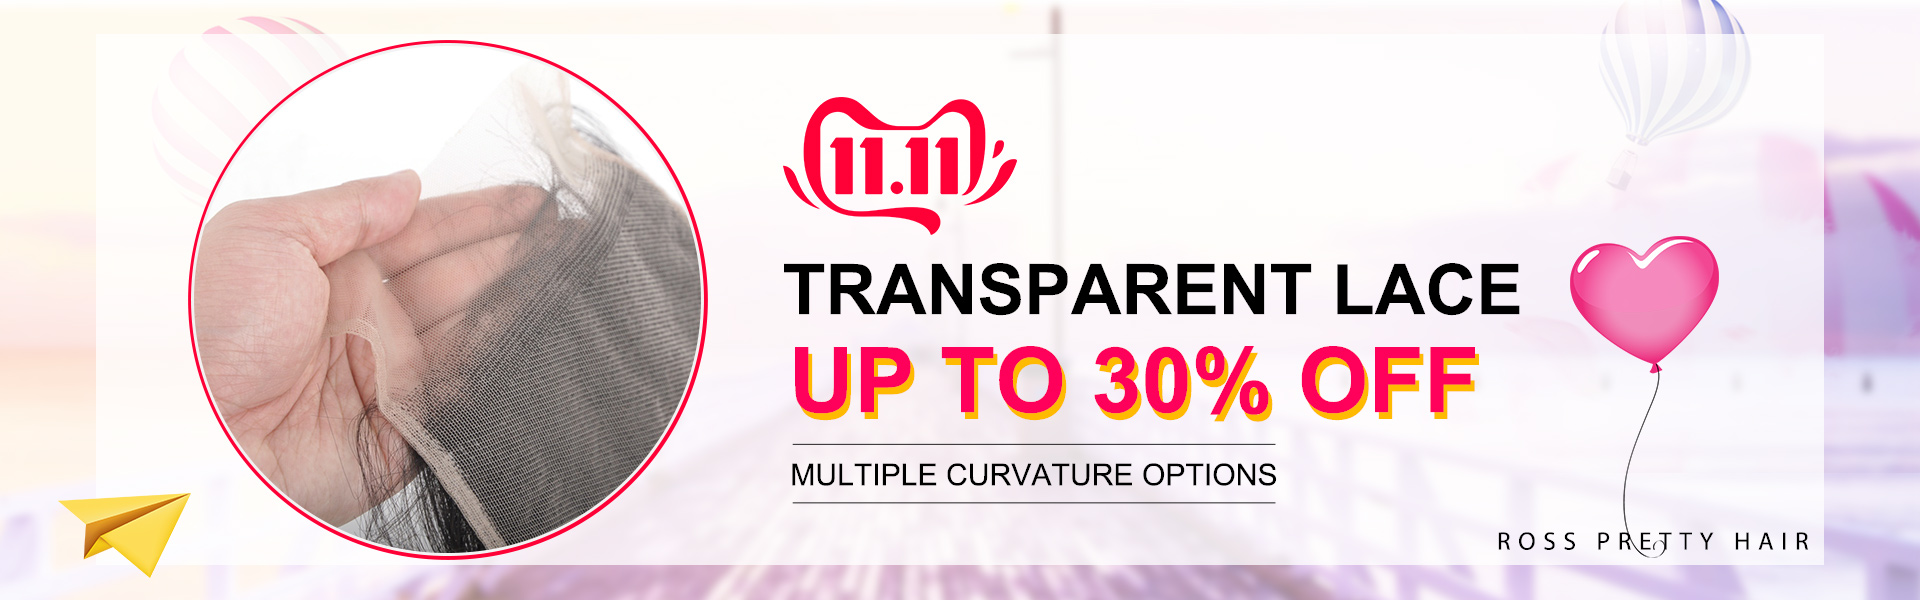 11.11
TRANSPARENT LACE
UP TO 30% OFF
MULTIPLE CURVATURE OPTIONS
ROSS PRETTY HAIR